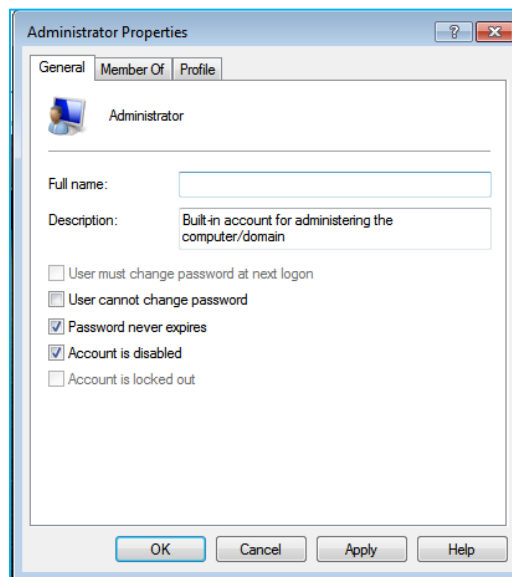 Administrator Properties
?
General
Member Of
Profile
Administrator
Full name:
Description:
Built-in account for administering the
computer/domain
User must change password at next logon
User cannot change password
Password never expires
Account is disabled
Account is locked out
OK
Cancel
Apply
Help